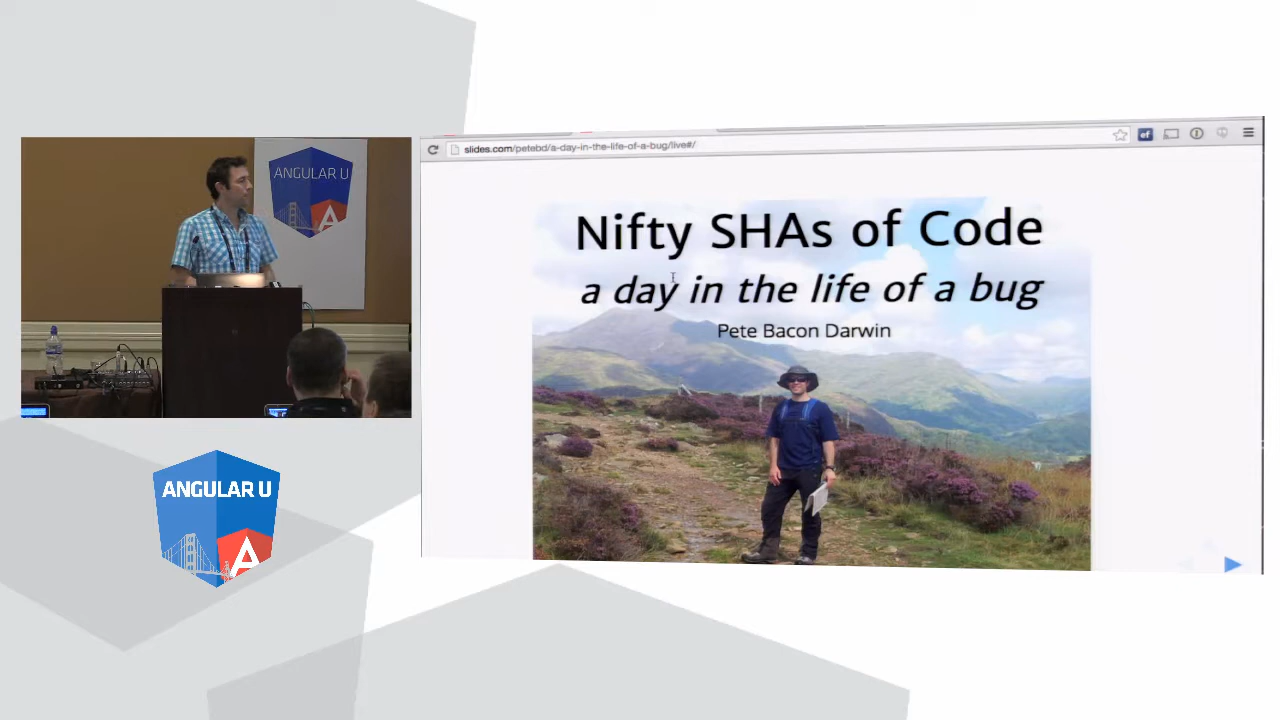 ANGULAR U
slides.com/petebd/a-day-in-the-life-of-a-bug/live#/
ef
Nifty SHAs of Code
a day in the life of a bug
Pete Bacon Darwin
ANGULAR U
A